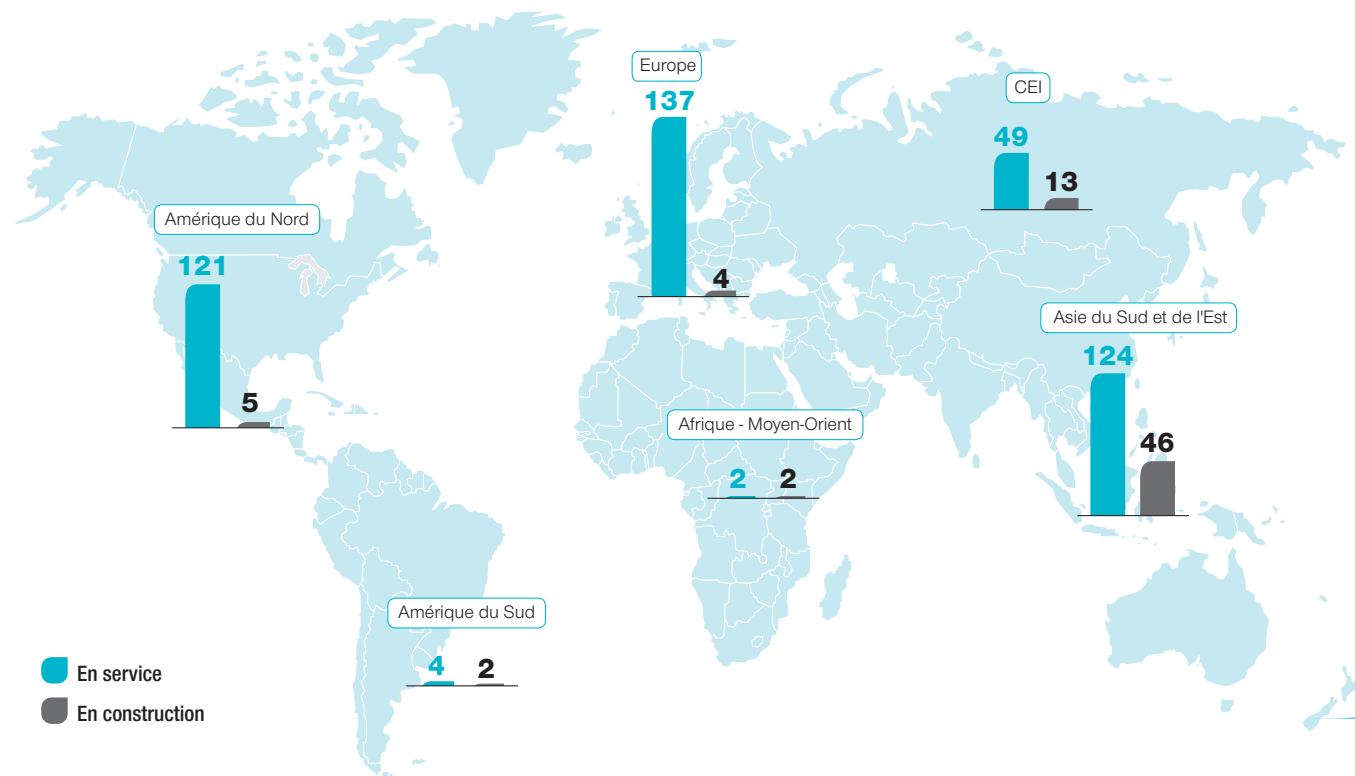 Europe
137
4
CEI
49
13
Amérique du Nord
121
5
Asie du Sud et de l'Est
124
46
Afrique - Moyen-Orient
2
2
Amérique du Sud
4
2
En service
En construction